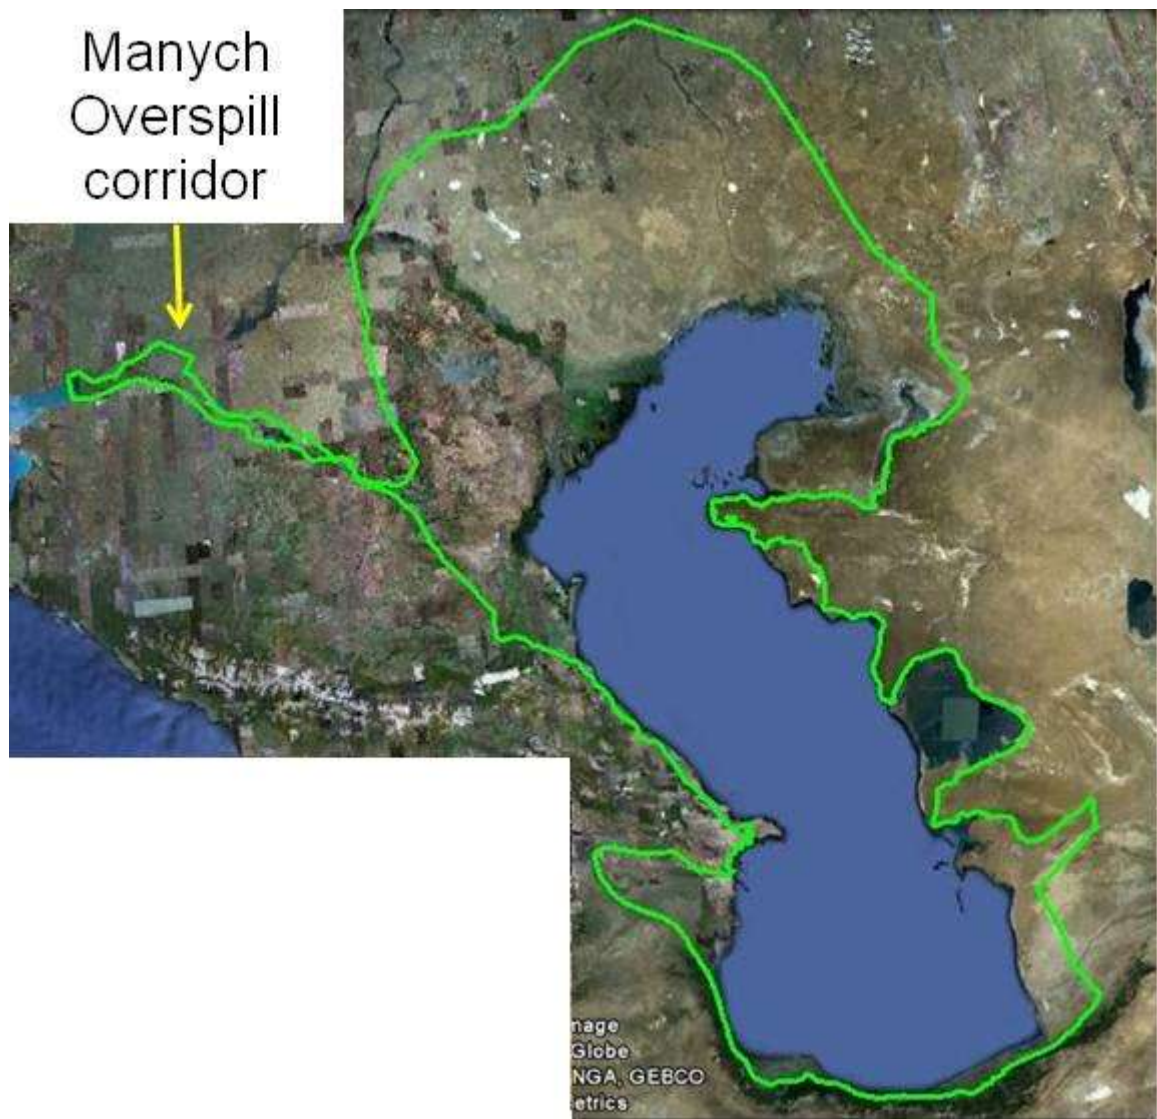 Manych
Overspill
corridor
nage
Globe
NGA, GEBCO
etrics